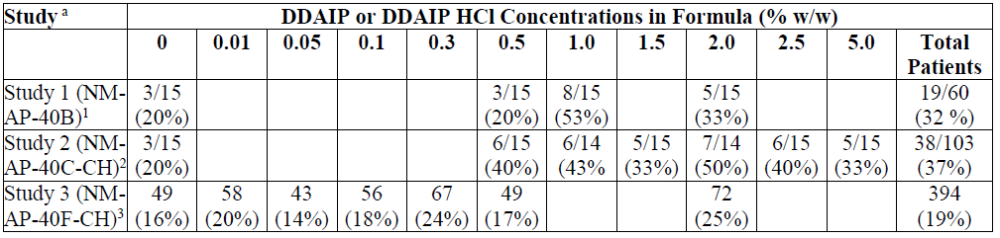 Study a DDAIP or DDAIP HCl Concentrations in Formula (% w/w)
0 0.01 0.05 0.1 0.3 0.5 1.0 1.5 2.0 2.5 5.0 Total
Patients
Study 1 (NM- 3/15 3/15 8/15 5/15 19/60
AP-40B)1 (20%) (20%) (53%) (33%) (32 %)
Study 2 (NM- 3/15 6/15 6/14 5/15 7/14 6/15 5/15 38/103
AP-40C-CH)2 (20%) (40%) (43% (33%) (50%) (40%) (33%) (37%)
Study 3 (NM- 49 58 43 56 67 49 72 394
AP-40F-CH)3 (16%) (20%) (14%) (18%) (24%) (17%) (25%) (19%)